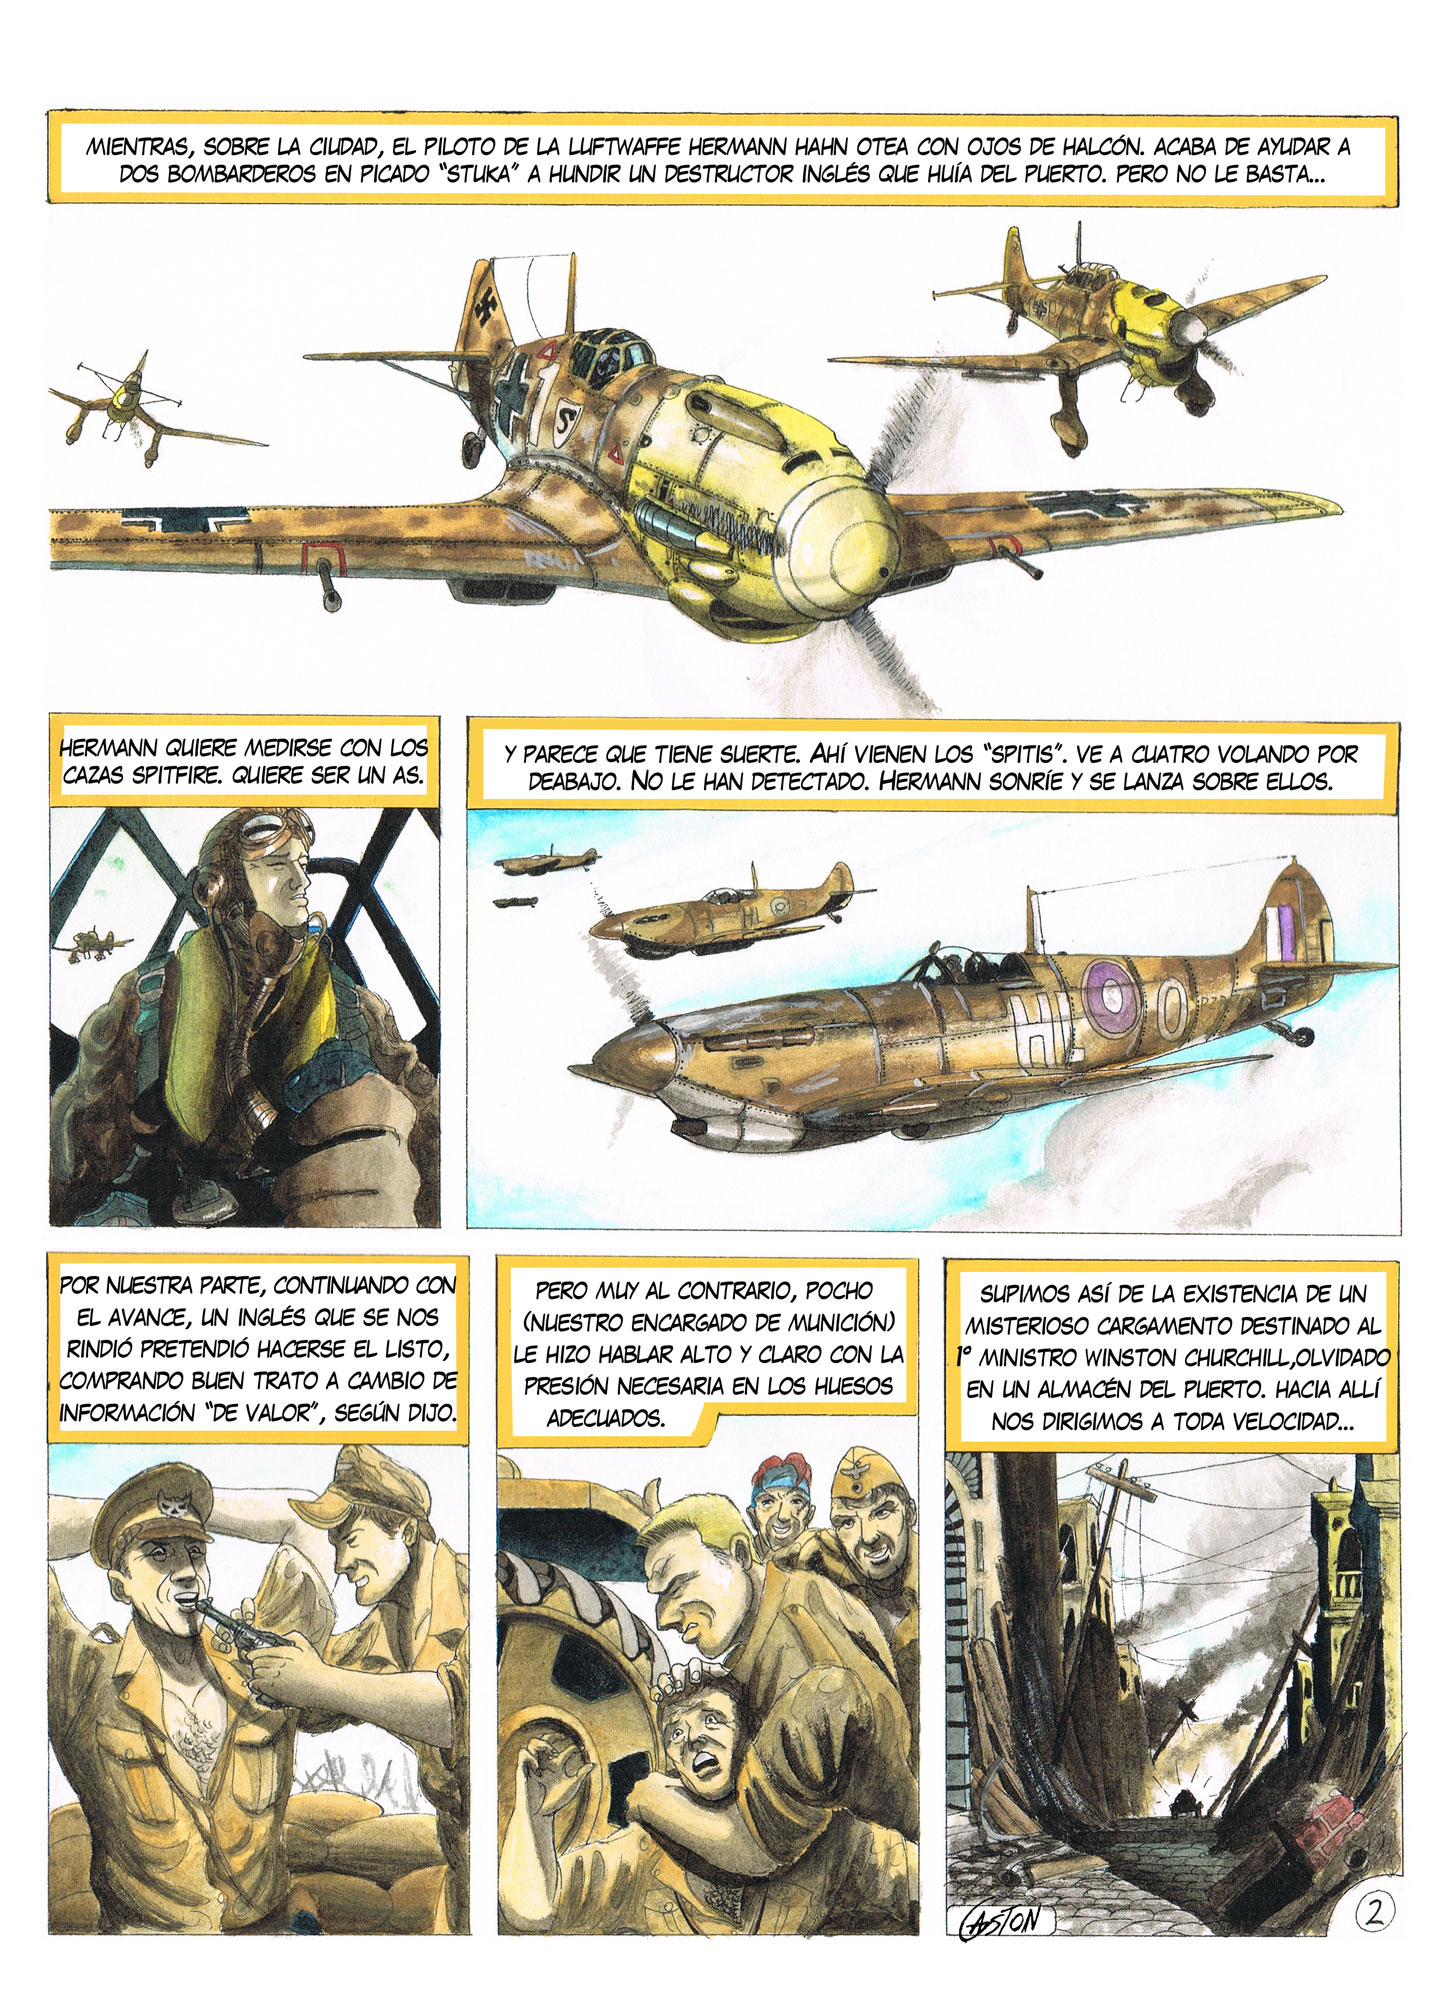 MIENTRAS, SOBRE LA CIUDAD, EL PILOTO DE LA LUFTWAFFE HERMANN HAHN OTEA CON OJOS DE HALCÓN. ACABA DE AYUDAR A
DOS BOMBARDEROS EN PICADO "STUKA" A HUNDIR UN DESTRUCTOR INGLÉS QUE HUÍA DEL PUERTO. PERO NO LE BASTA...
1
S
HERMANN QUIERE MEDIRSE CON LOS
CAZAS SPITFIRE. QUIERE SER UN AS.
Y PARECE QUE TIENE SUERTE. AHÍ VIENEN LOS "SPITIS". VE A CUATRO VOLANDO POR
DEABAJO. NO LE HAN DETECTADO. HERMANN SONRÍE Y SE LANZA SOBRE ELLOS.
POR NUESTRA PARTE, CONTINUANDO CON
EL AVANCE, UN INGLÉS QUE SE NOS
RINDIÓ PRETENDIÓ HACERSE EL LISTO,
COMPRANDO BUEN TRATO A CAMBIO DE
INFORMACIÓN "DE VALOR", SEGÚN DIJO.
PERO MUY AL CONTRARIO, POCHO
(NUESTRO ENCARGADO DE MUNICIÓN)
LE HIZO HABLAR ALTO Y CLARO CON LA
PRESIÓN NECESARIA EN LOS HUESOS
ADECUADOS.
SUPIMOS ASÍ DE LA EXISTENCIA DE UN
MISTERIOSO CARGAMENTO DESTINADO AL
1º MINISTRO WINSTON CHURCHILL,OLVIDADO
EN UN ALMACÉN DEL PUERTO. HACIA ALLÍ
NOS DIRIGIMOS A TODA VELOCIDAD...
GASTON
2